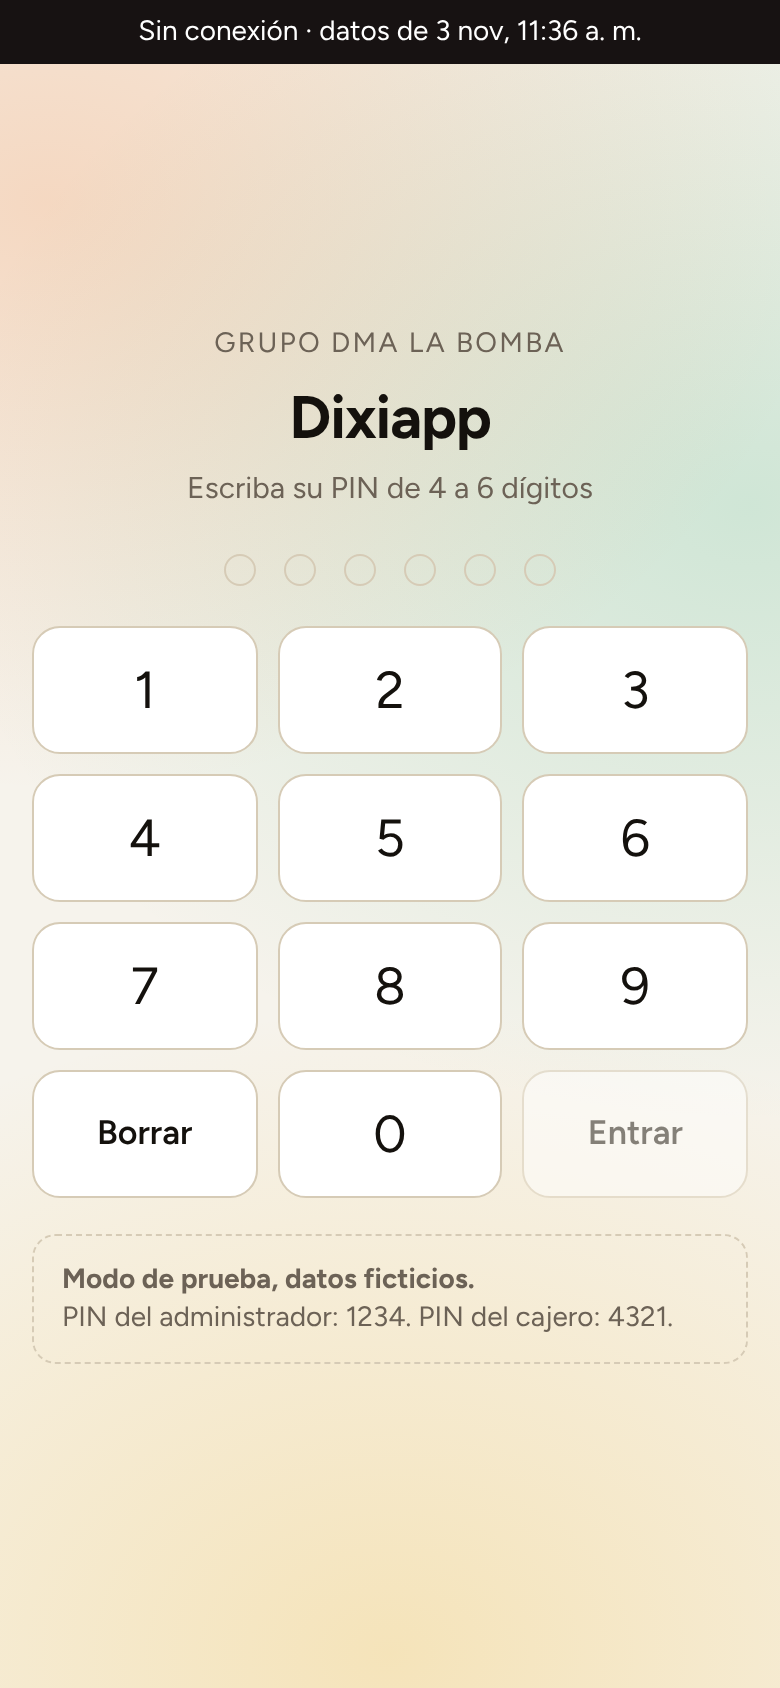 Sin conexión · datos de 3 nov, 11:36 a. m.
GRUPO DMA LA BOMBA
Dixiapp
Escriba su PIN de 4 a 6 dígitos
1 2 3
4 5 6
7 8 9
Borrar 0 Entrar
Modo de prueba, datos ficticios.
PIN del administrador: 1234. PIN del cajero: 4321.